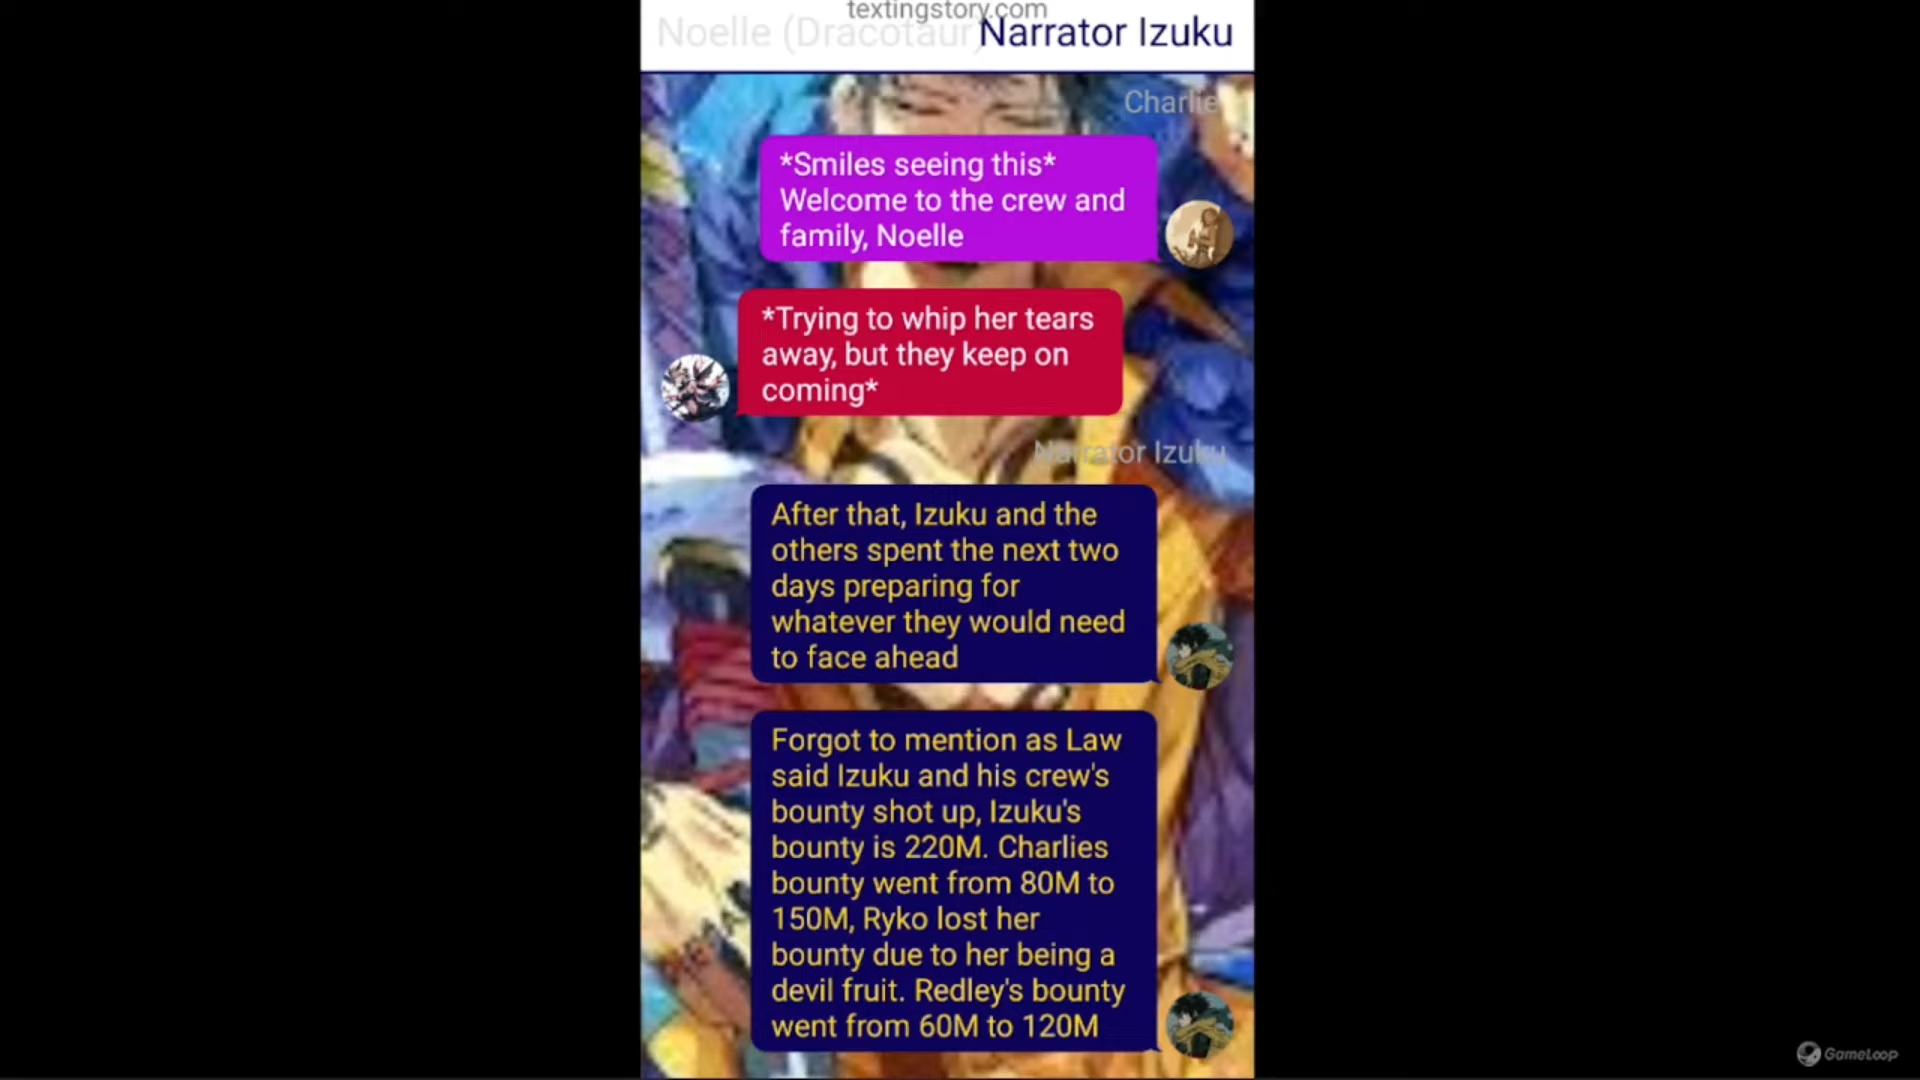 textingstory.com
Noelle (Dracotaur) Narrator Izuku
Charlie
*Smiles seeing this*
Welcome to the crew and
family, Noelle
*Trying to whip her tears
away, but they keep on
coming*
Narrator Izuku
After that, Izuku and the
others spent the next two
days preparing for
whatever they would need
to face ahead
Forgot to mention as Law
said Izuku and his crew's
bounty shot up, Izuku's
bounty is 220M. Charlies
bounty went from 80M to
150M, Ryko lost her
bounty due to her being a
devil fruit. Redley's bounty
went from 60M to 120M
GameLoop